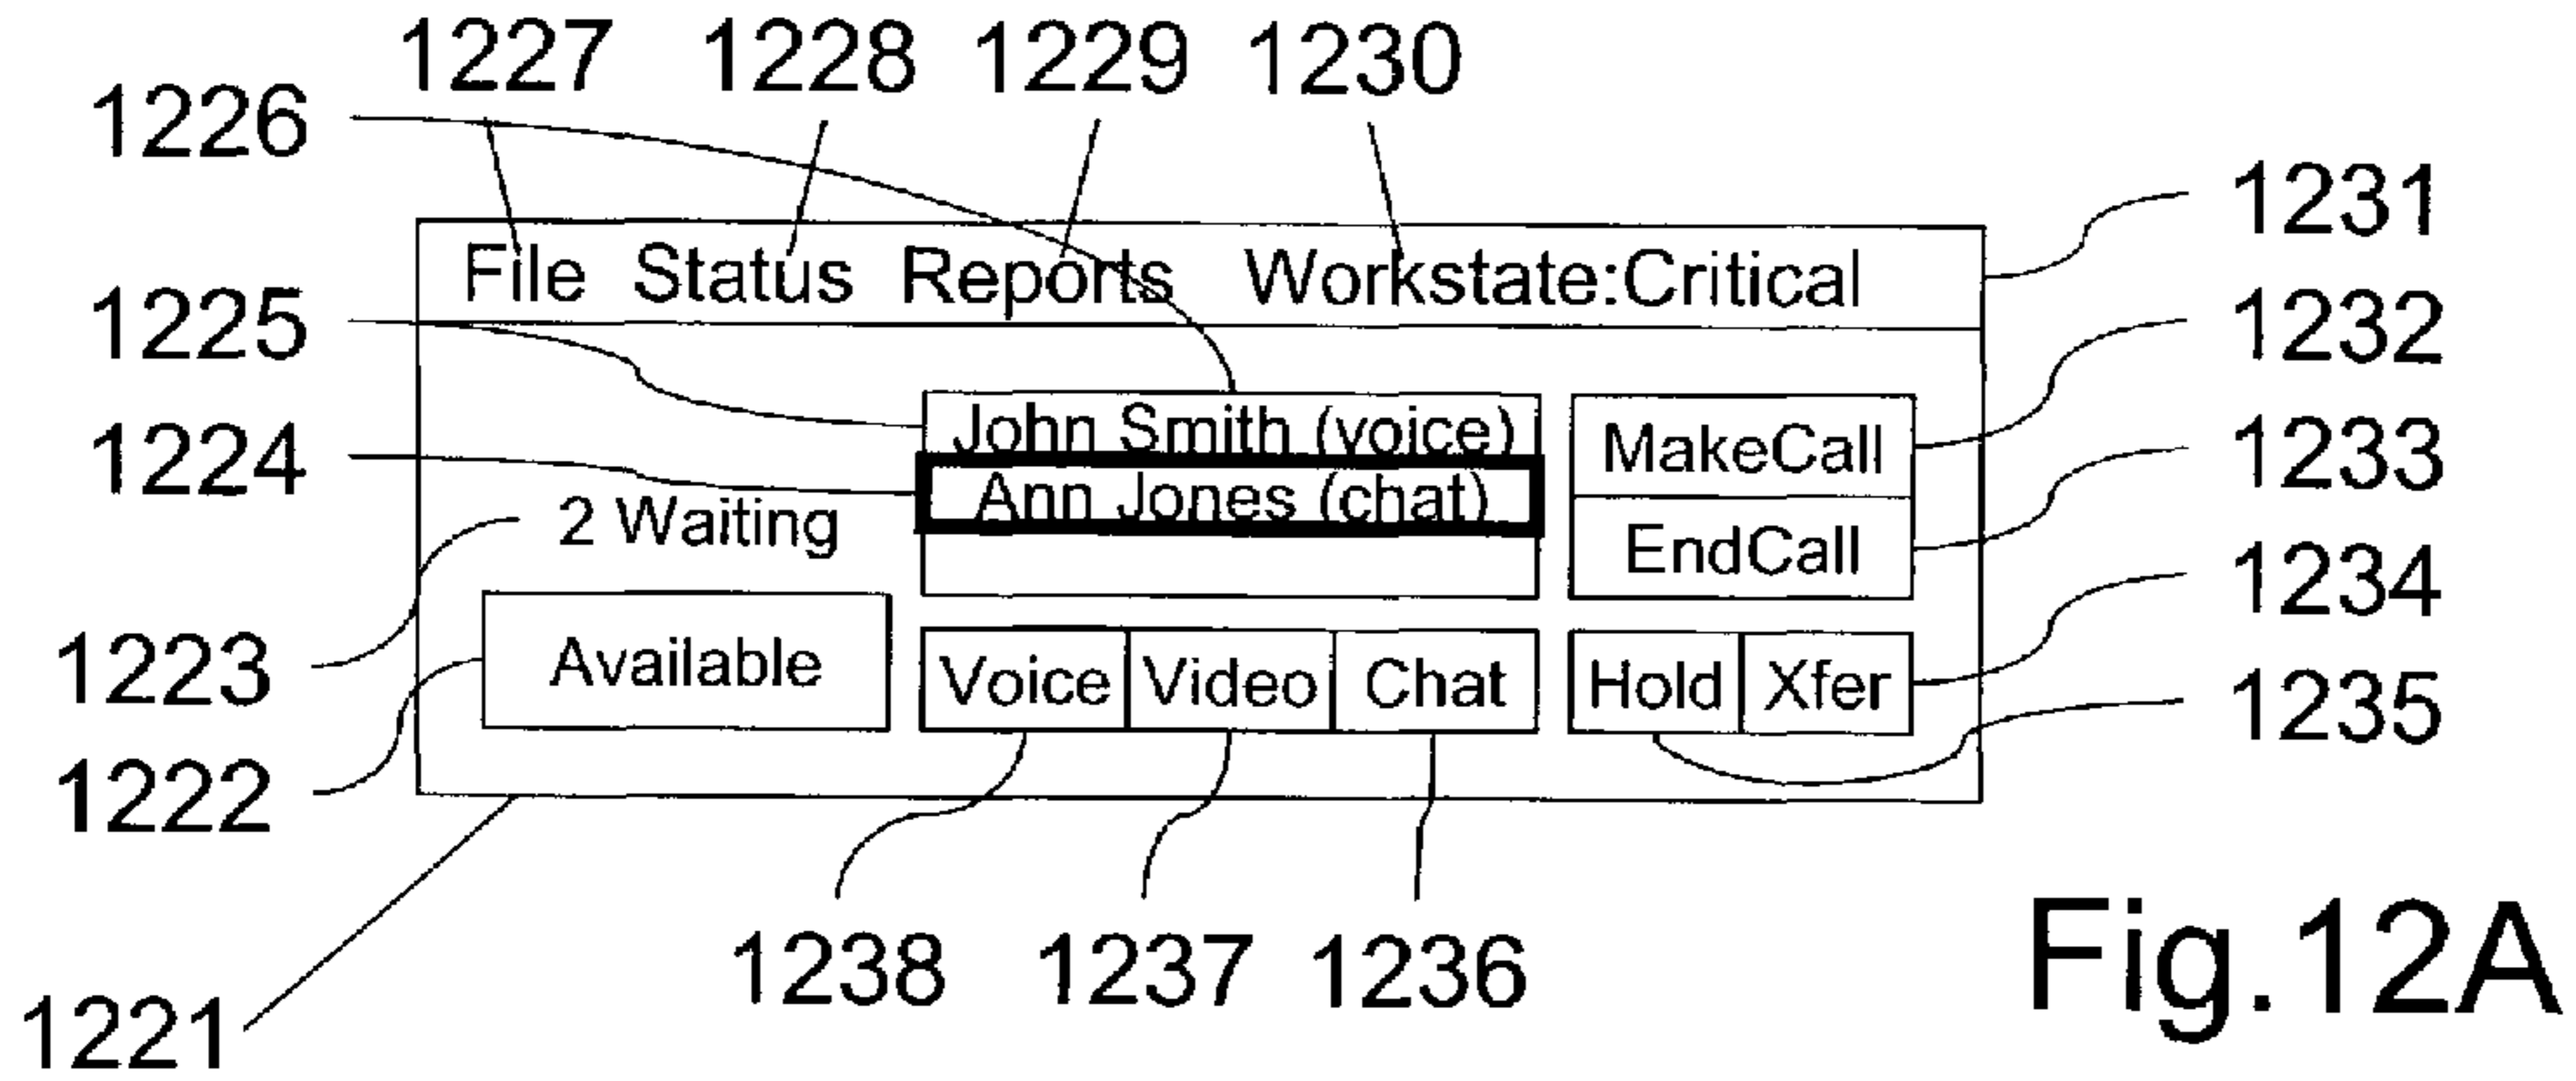 1227 1228 1229 1230
1226
1231
File Status Reports Workstate:Critical
1225
1232
John Smith (voice)
MakeCall
1224
1233
Ann Jones (chat)
2 Waiting
EndCall
1234
1223
Available
Voice Video Chat
Hold Xfer
1235
1222
1238 1237 1236
Fig.12A
1221